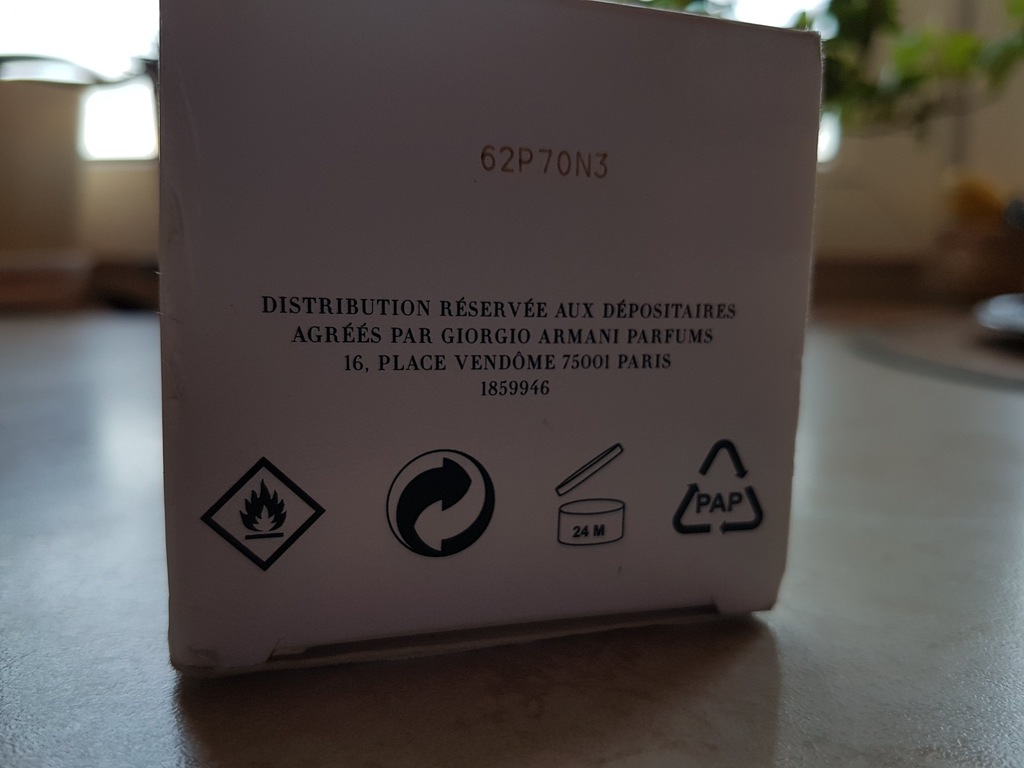 62P70N3
DISTRIBUTION RÉSERVÉE AUX DÉPOSITAIRES
AGRÉÉS PAR GIORGIO ARMANI PARFUMS
16, PLACE VENDÔME 75001 PARIS
1859946
24 M
PAP